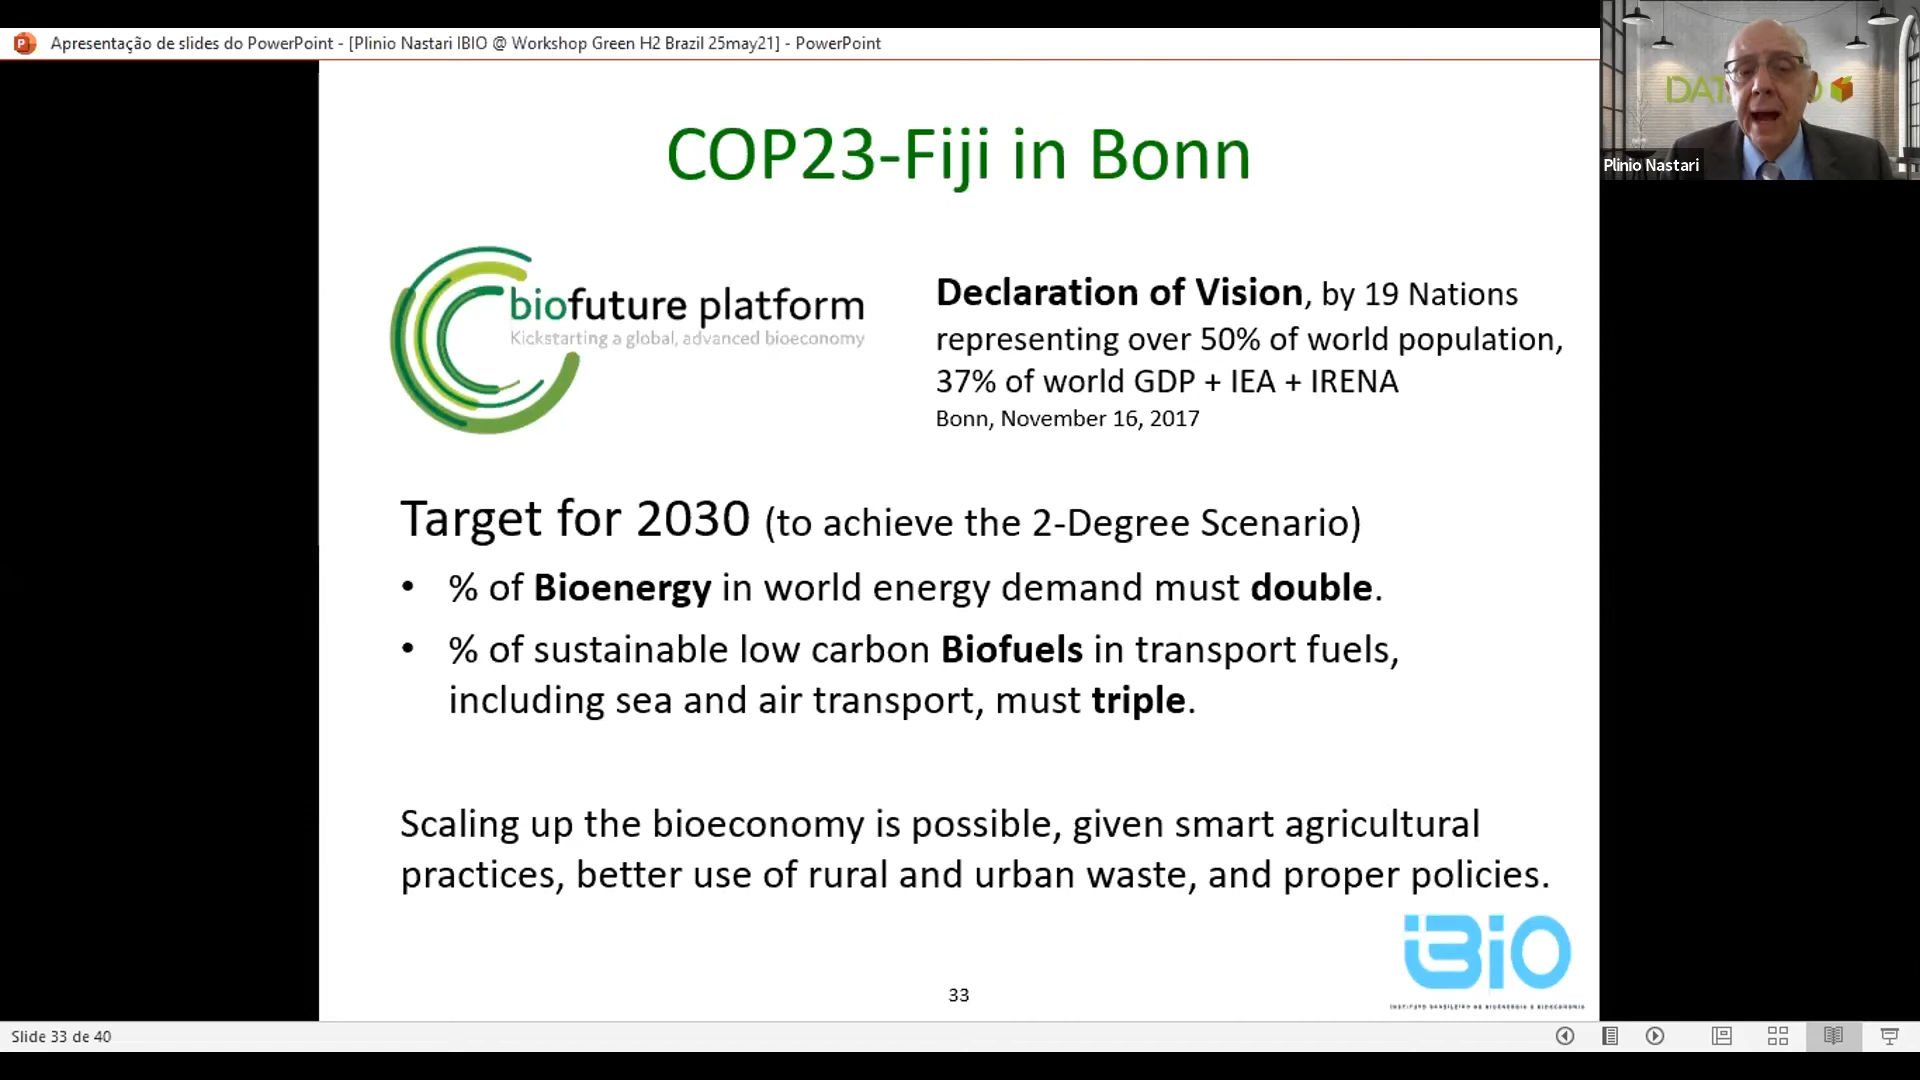 Apresentação de slides do PowerPoint - [Plinio Nastari IBIO @ Workshop Green H2 Brazil 25may21] - PowerPoint
Plinio Nastari
COP23-Fiji in Bonn
biofuture platform
Kickstarting a global, advanced bioeconomy
Declaration of Vision, by 19 Nations
representing over 50% of world population,
37% of world GDP + IEA + IRENA
Bonn, November 16, 2017
Target for 2030 (to achieve the 2-Degree Scenario)
• % of Bioenergy in world energy demand must double.
• % of sustainable low carbon Biofuels in transport fuels,
including sea and air transport, must triple.
Scaling up the bioeconomy is possible, given smart agricultural
practices, better use of rural and urban waste, and proper policies.
iBiO
INSTITUTO BRASILEIRO DE BIOENERGIA E BIOECONOMIA
33
Slide 33 de 40